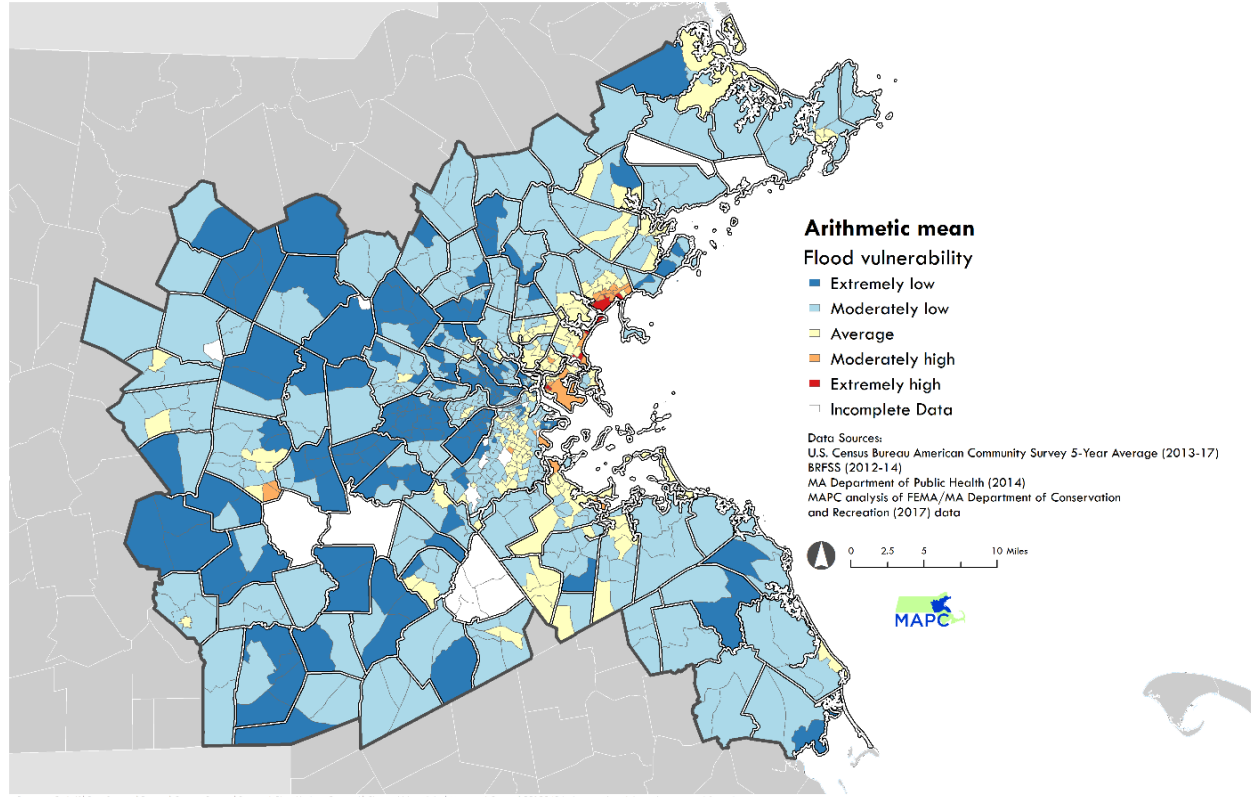 Arithmetic mean
Flood vulnerability
Extremely low
Moderately low
Average
Moderately high
Extremely high
Incomplete Data
Data Sources:
U.S. Census Bureau American Community Survey 5-Year Average (2013-17)
BRFSS (2012-14)
MA Department of Public Health (2014)
MAPC analysis of FEMA/MA Department of Conservation
and Recreation (2017) data
0 2.5 5 10 Miles
MAPC